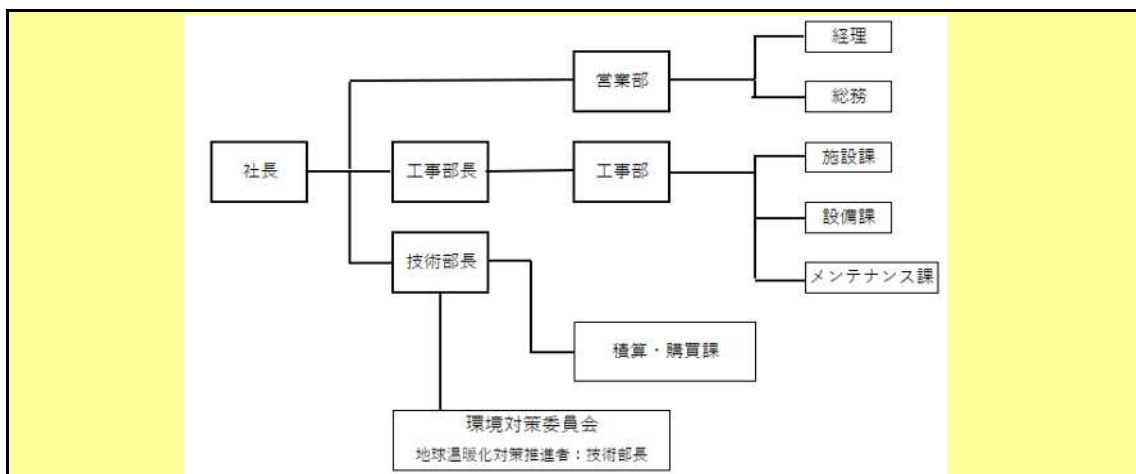 経理
営業部
総務
社長
工事部長
工事部
施設課
設備課
技術部長
メンテナンス課
積算・購買課
環境対策委員会
地球温暖化対策推進者：技術部長